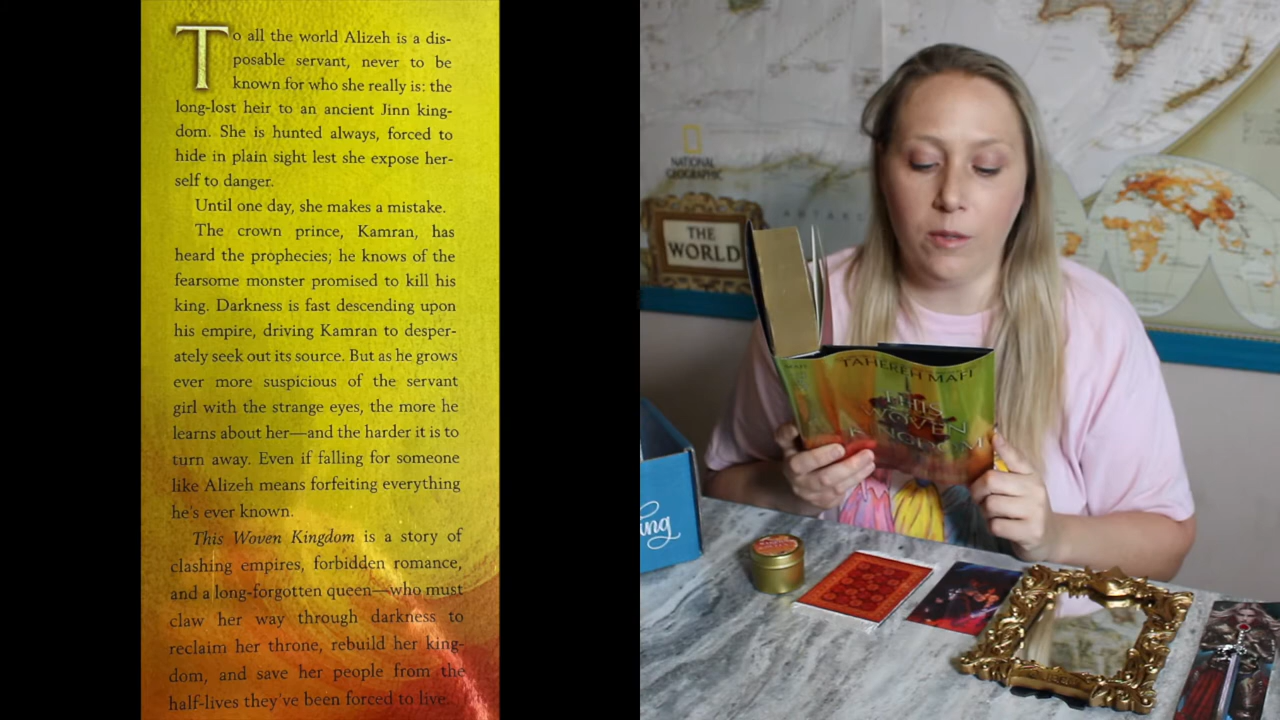 To all the world Alizeh is a dis-
posable servant, never to be
known for who she really is: the
long-lost heir to an ancient Jinn king-
dom. She is hunted always, forced to
hide in plain sight lest she expose her-
self to danger.
Until one day, she makes a mistake.
The crown prince, Kamran, has
heard the prophecies; he knows of the
fearsome monster promised to kill his
king. Darkness is fast descending upon
his empire, driving Kamran to desper-
ately seek out its source. But as he grows
ever more suspicious of the servant
girl with the strange eyes, the more he
learns about her—and the harder it is to
turn away. Even if falling for someone
like Alizeh means forfeiting everything
he's ever known.
This Woven Kingdom is a story of
clashing empires, forbidden romance,
and a long-forgotten queen—who must
claw her way through darkness to
reclaim her throne, rebuild her king-
dom, and save her people from the
half-lives they've been forced to live.
NATIONAL
GEOGRAPHIC
THE
WORLD
TAHEREH MAFI
THIS
WOVEN
KINGDOM